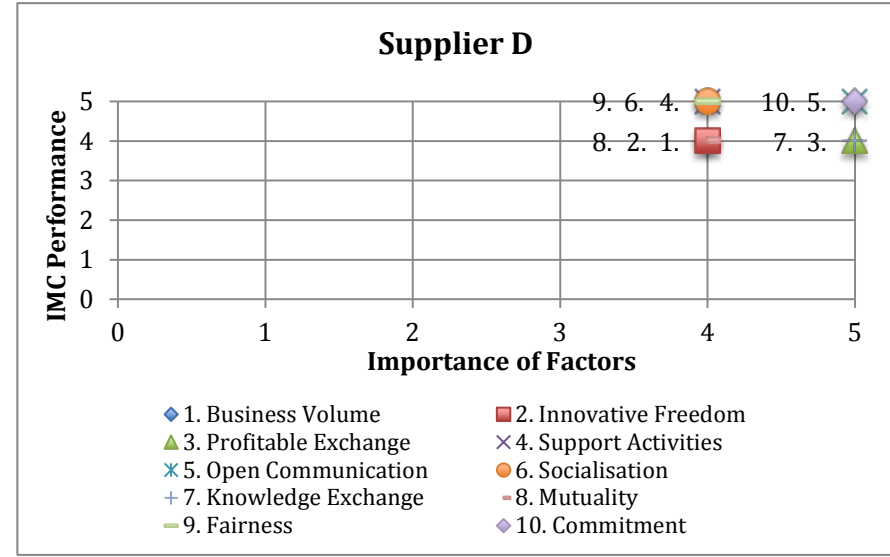 Supplier D
IMC Performance
5
4
3
2
1
0
9. 6. 4. 10. 5.
8. 2. 1. 7. 3.
0 1 2 3 4 5
Importance of Factors
1. Business Volume 2. Innovative Freedom
3. Profitable Exchange 4. Support Activities
5. Open Communication 6. Socialisation
7. Knowledge Exchange 8. Mutuality
9. Fairness 10. Commitment